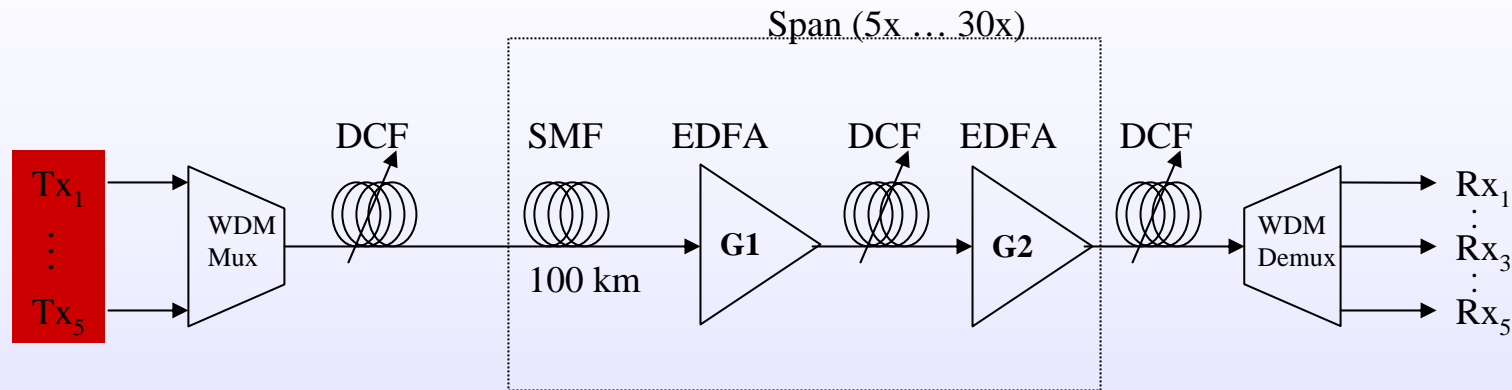 Span (5x … 30x)
DCF SMF EDFA DCF EDFA DCF
Tx₁
⋮
Tx₅
WDM
Mux
100 km
G1
G2
WDM
Demux
Rx₁
⋮
Rx₃
⋮
Rx₅